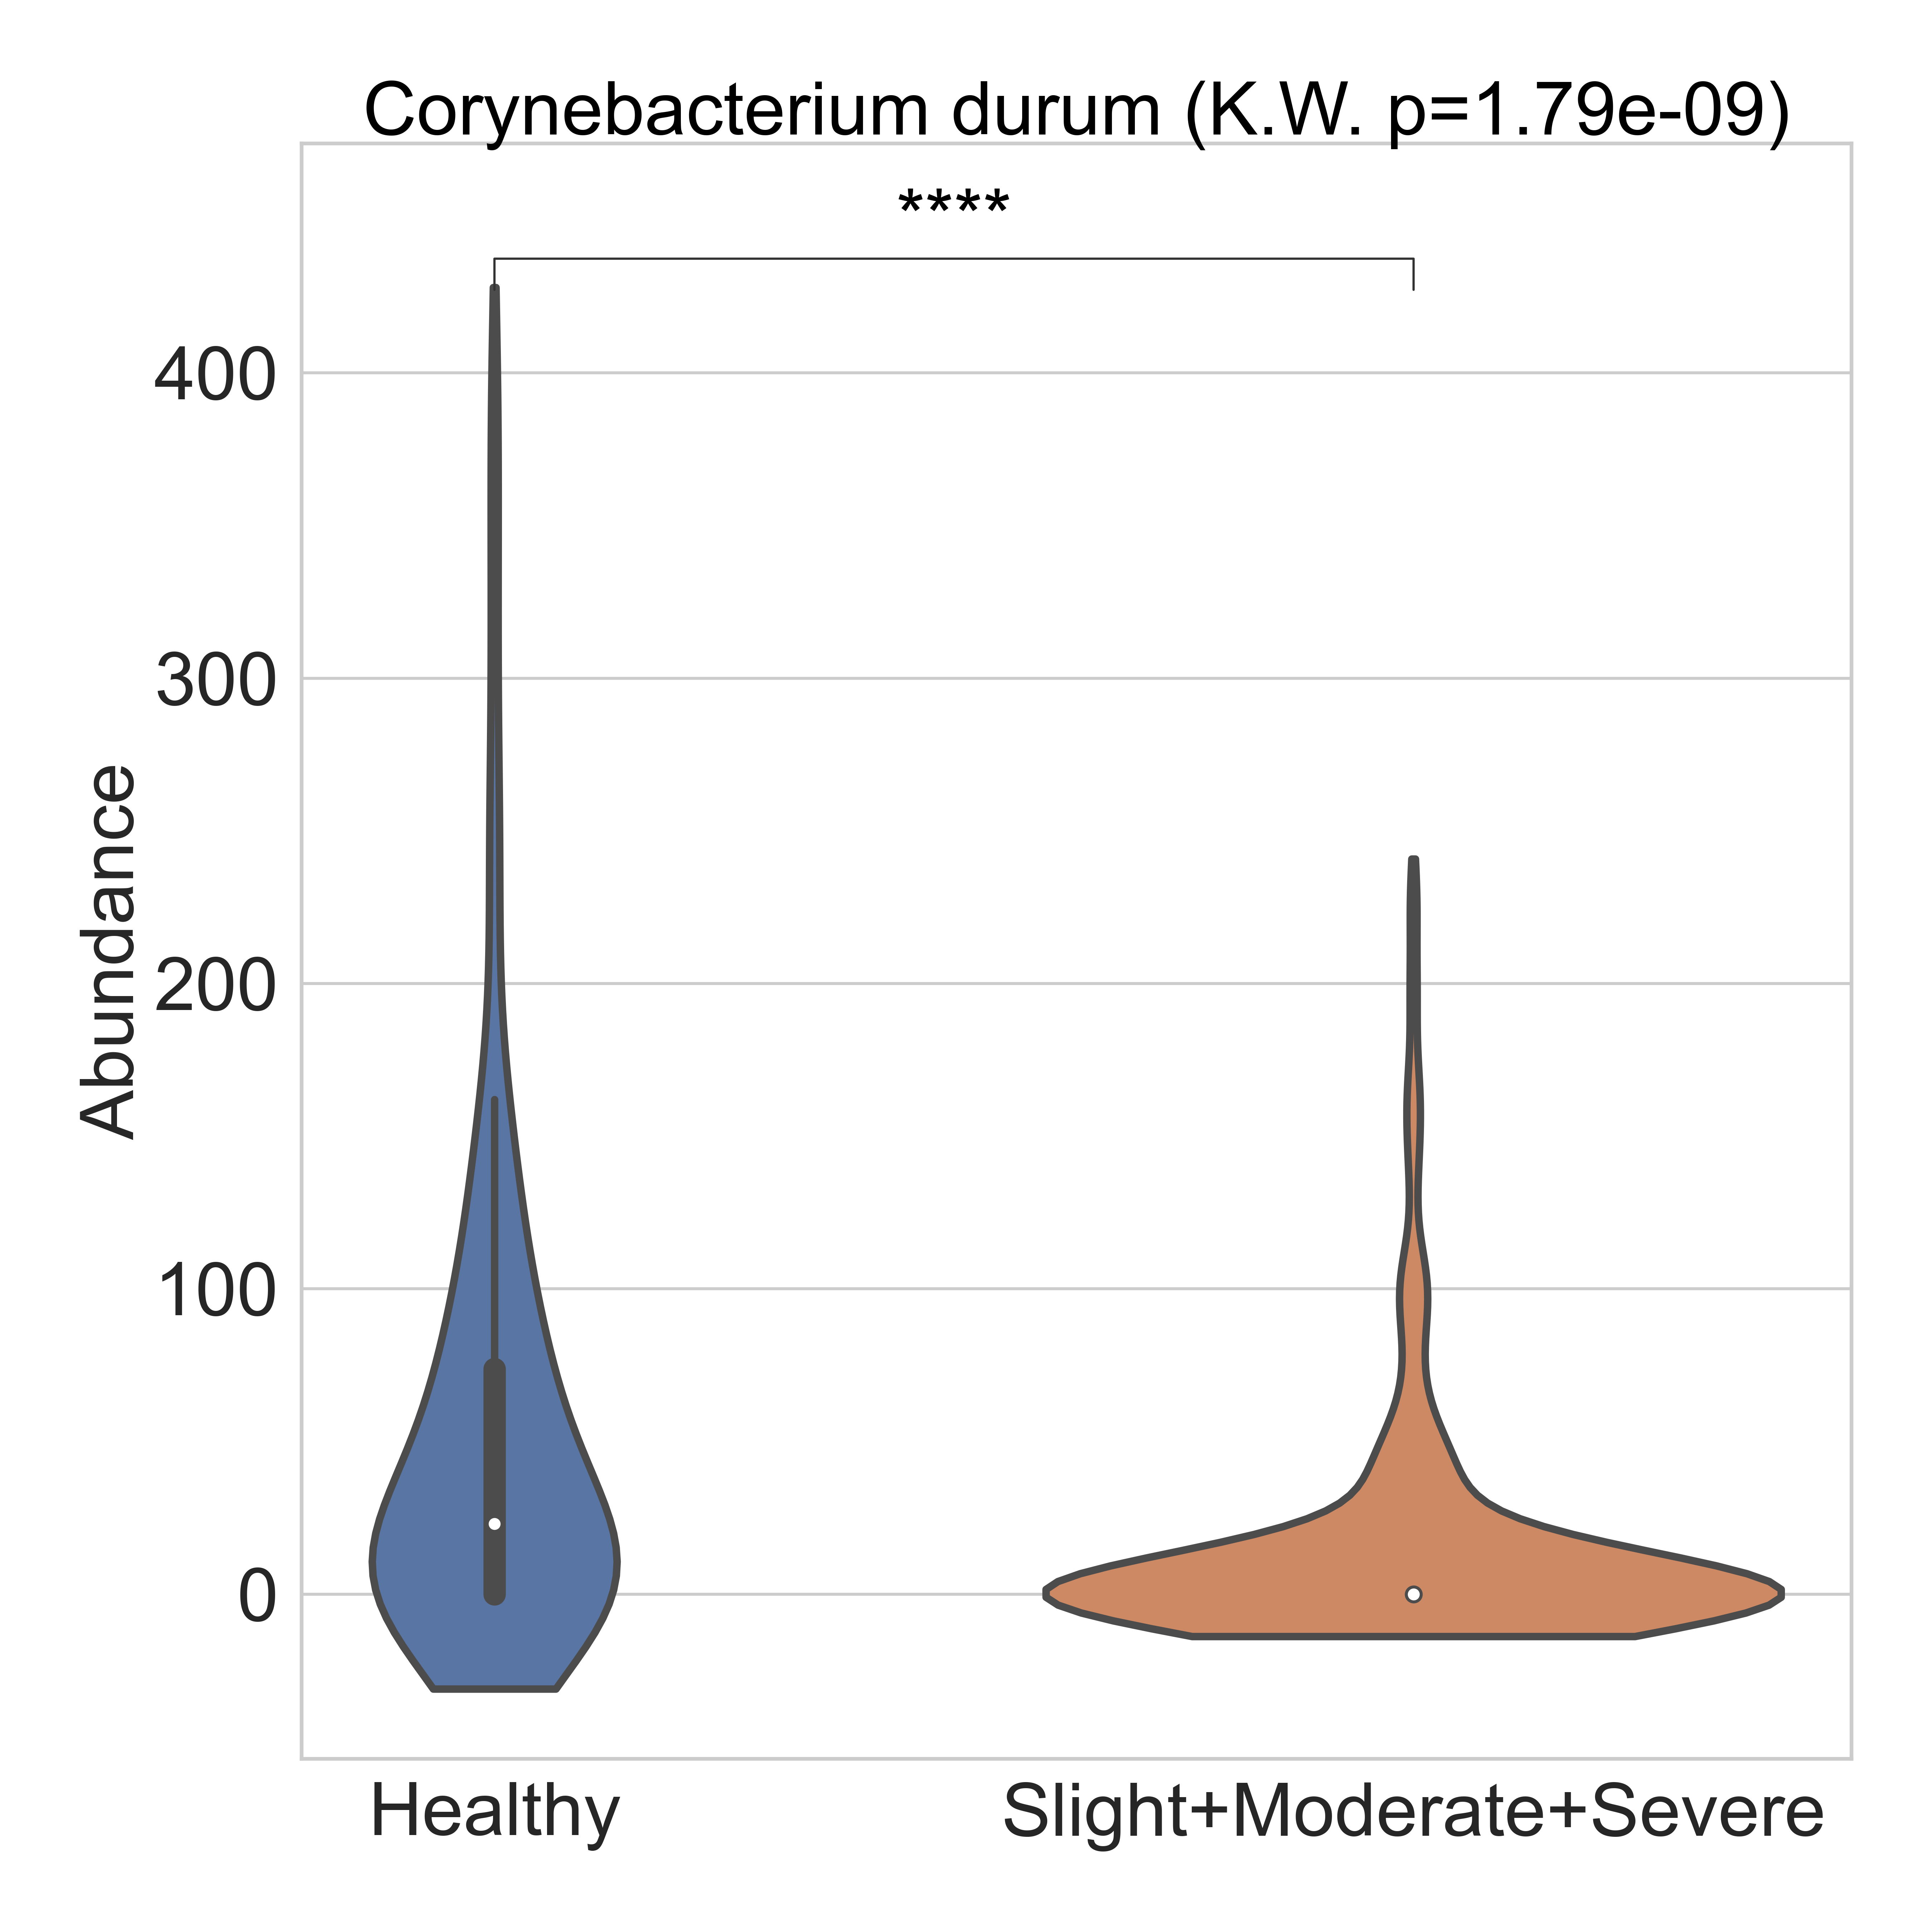 Corynebacterium durum (K.W. p=1.79e-09)
****
400
300
200
100
0
Abundance
Healthy
Slight+Moderate+Severe